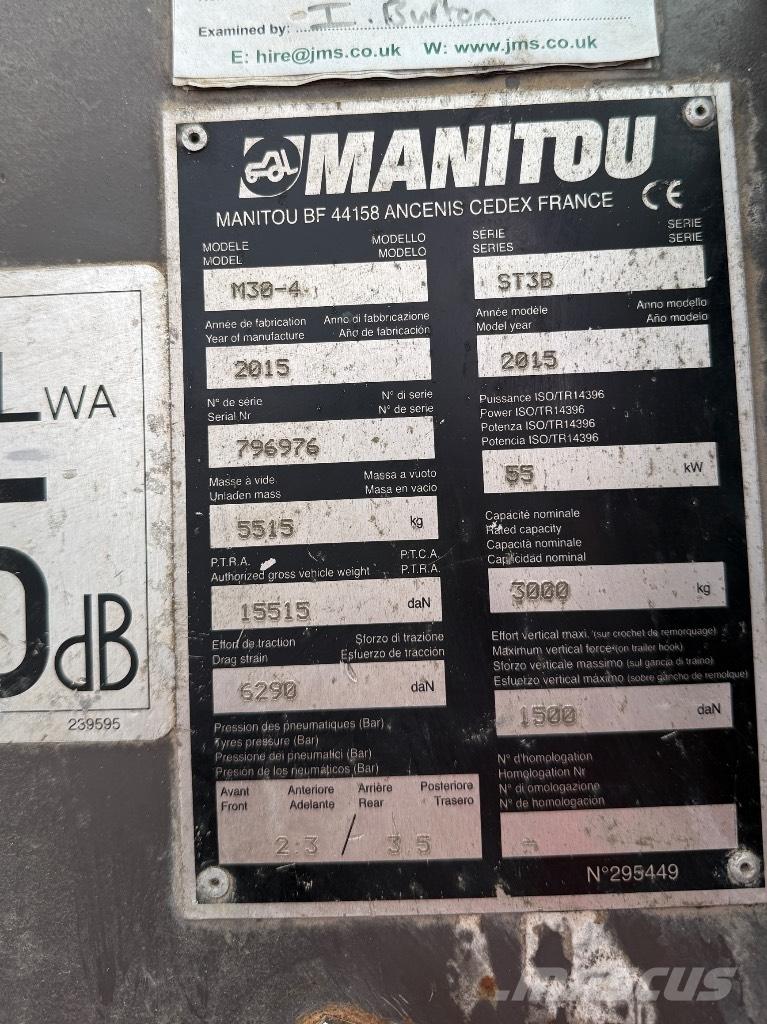 I. Burton
Examined by:
E: hire@jms.co.uk W: www.jms.co.uk
MANITOU
MANITOU BF 44158 ANCENIS CEDEX FRANCE CE
MODELE MODELLO
MODEL MODELO
M30-4
SÉRIE SERIE
SERIES SERIE
ST3B
Année de fabrication Anno di fabbricazione
Year of manufacture Año de fabricación
2015
Année modèle Anno modello
Model year Año modelo
2015
N° de série N° di serie
Serial Nr N° de serie
796976
Puissance ISO/TR14396
Power ISO/TR14396
Potenza ISO/TR14396
Potencia ISO/TR14396
55 kW
Masse à vide Massa a vuoto
Unladen mass Masa en vacio
5515 kg
Capacité nominale
Rated capacity
Capacita nominale
Capacidad nominal
3000 kg
P.T.R.A. P.T.C.A.
Authorized gross vehicle weight P.T.R.A.
15515 daN
Effort de traction Sforzo di trazione
Drag strain Esfuerzo de tracción
6290 daN
Effort vertical maxi. (sur crochet de remorquage)
Maximum vertical force (on trailer hook)
Sforzo verticale massimo (sul gancia di traino)
Esfuerzo vertical máximo (sobre gancho de remolque)
1500 daN
Pression des pneumatiques (Bar)
Tyres pressure (Bar)
Pressione dei pneumatici (Bar)
Presión de los neumáticos (Bar)
Avant Anteriore Arrière Posteriore
Front Adelante Rear Trasero
2.3 / 3 5
N° d'homologation
Homologation Nr
N° di omologazione
N° de homologación
N°295449
LWA
dB
239595